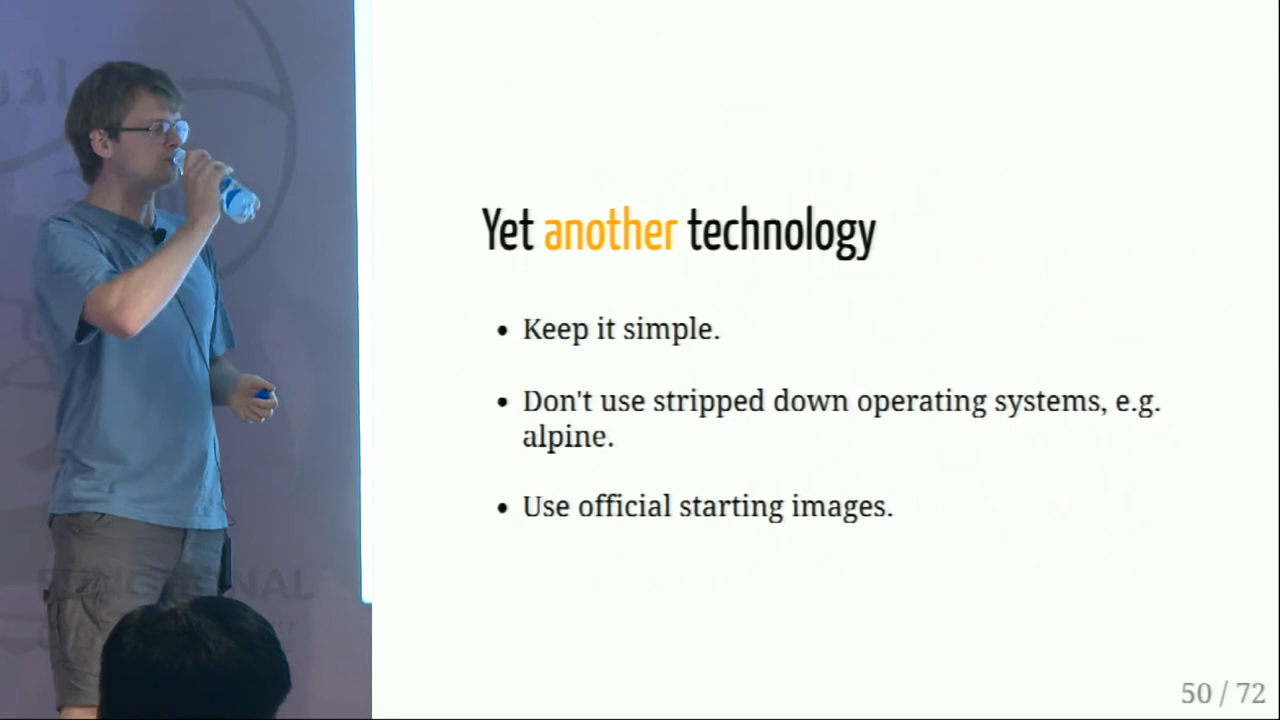 Yet another technology
• Keep it simple.
• Don't use stripped down operating systems, e.g.
alpine.
• Use official starting images.
50 / 72